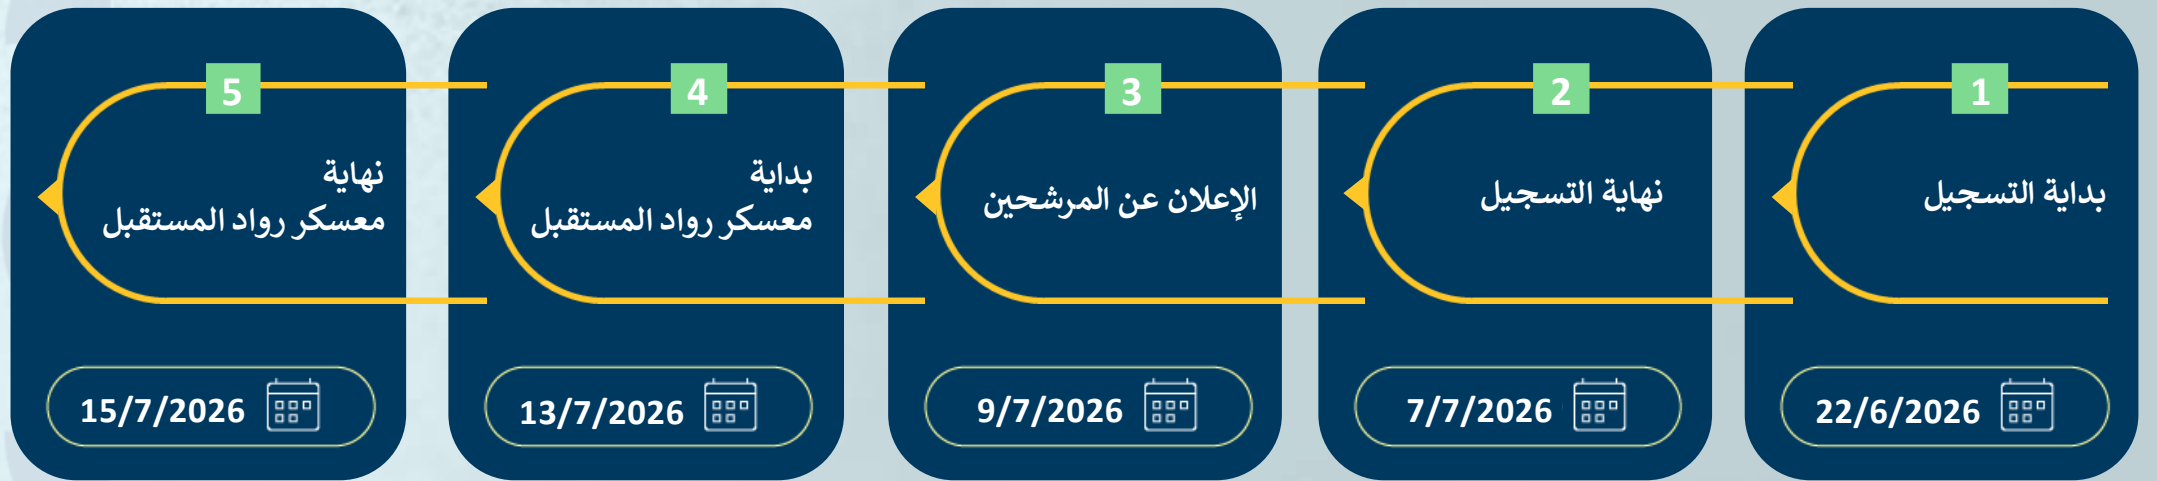 1
بداية التسجيل
22/6/2026
2
نهاية التسجيل
7/7/2026
3
الإعلان عن المرشحين
9/7/2026
4
بداية
معسكر رواد المستقبل
13/7/2026
5
نهاية
معسكر رواد المستقبل
15/7/2026